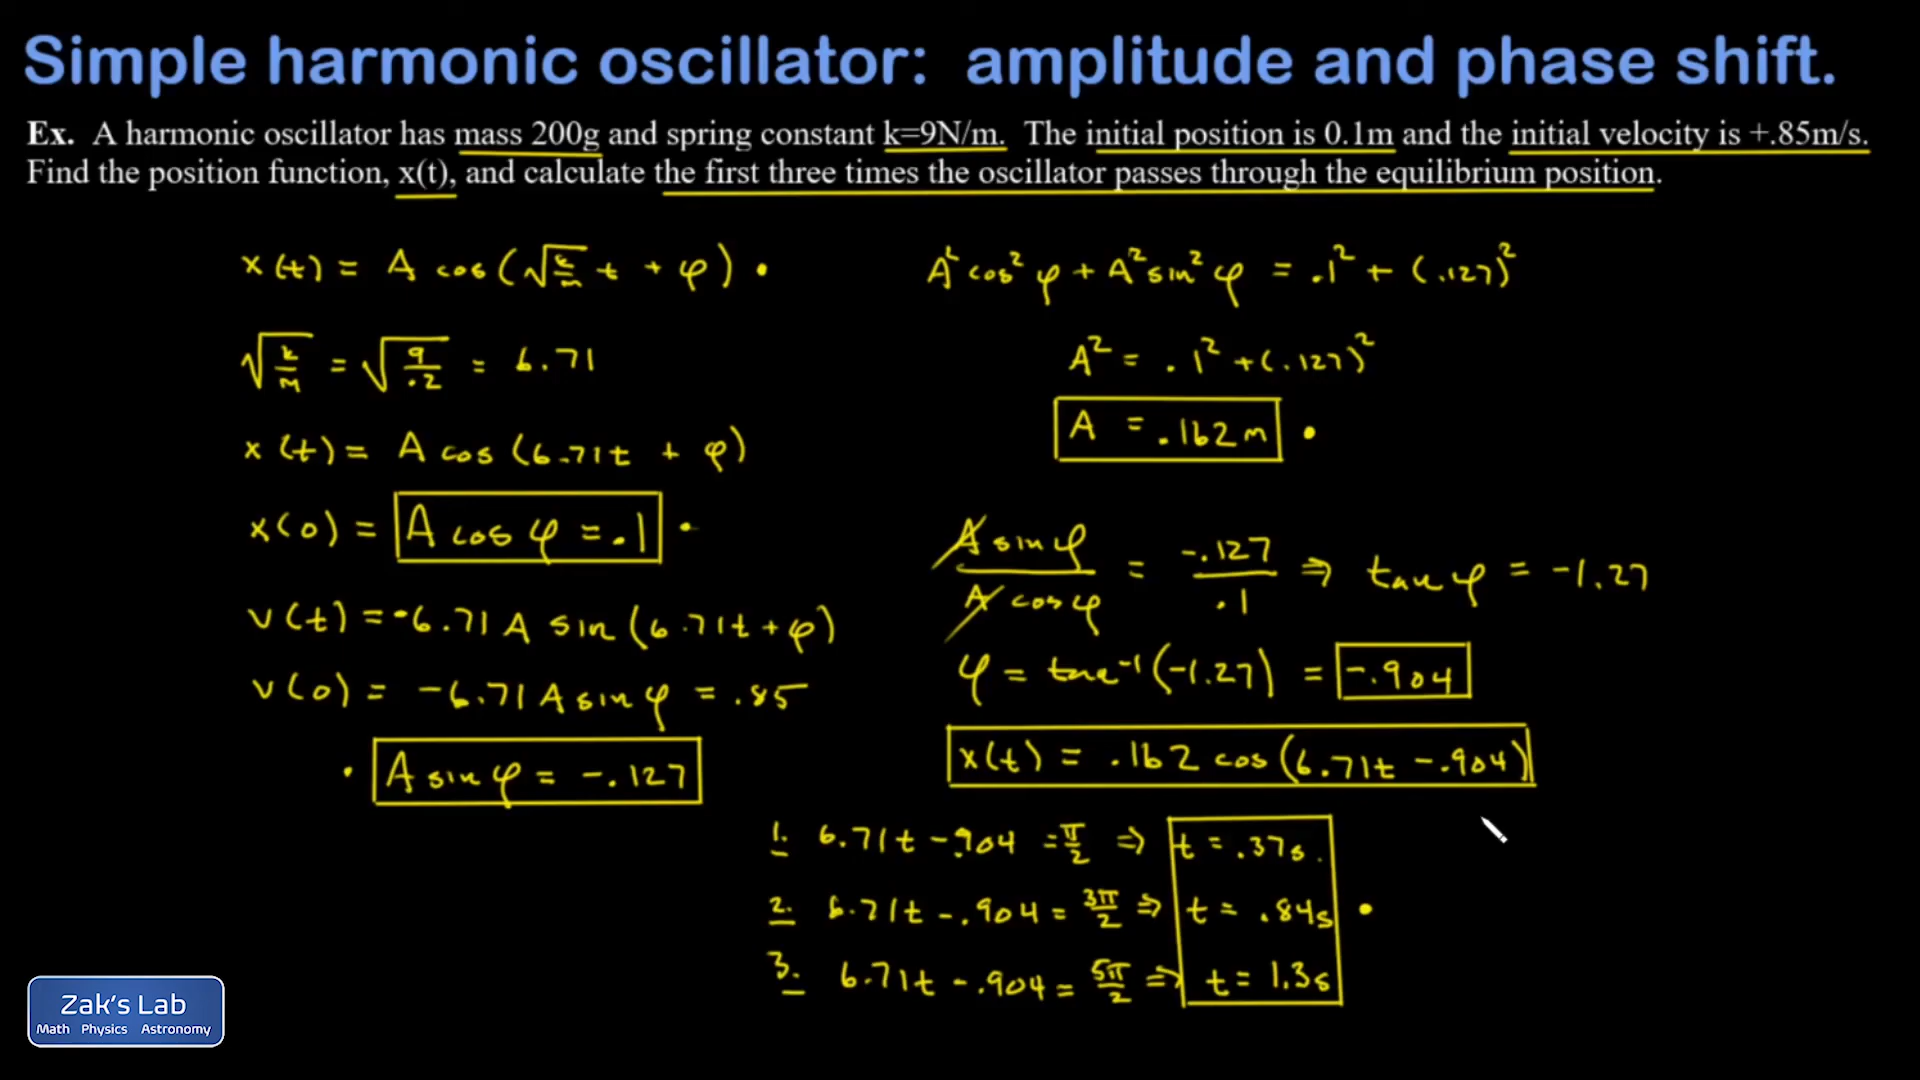 Simple harmonic oscillator: amplitude and phase shift.
Ex. A harmonic oscillator has mass 200g and spring constant k=9N/m. The initial position is 0.1m and the initial velocity is +.85m/s.
Find the position function, x(t), and calculate the first three times the oscillator passes through the equilibrium position.
x(t) = A cos(√(k/m) t + φ)
√(k/m) = √(9/.2) = 6.71
x(t) = A cos(6.71t + φ)
x(0) = A cos φ = .1
v(t) = -6.71 A sin(6.71t + φ)
v(0) = -6.71 A sin φ = .85
A sin φ = -.127
A² cos² φ + A² sin² φ = .1² + (.127)²
A² = .1² + (.127)²
A = .162m
A sin φ / A cos φ = -.127 / .1 ⇒ tan φ = -1.27
φ = tan⁻¹(-1.27) = -.904
x(t) = .162 cos(6.71t - .904)
1. 6.71t - .904 = π/2 ⇒ t = .37s.
2. 6.71t - .904 = 3π/2 ⇒ t = .84s
3. 6.71t - .904 = 5π/2 ⇒ t = 1.3s
Zak's Lab
Math Physics Astronomy